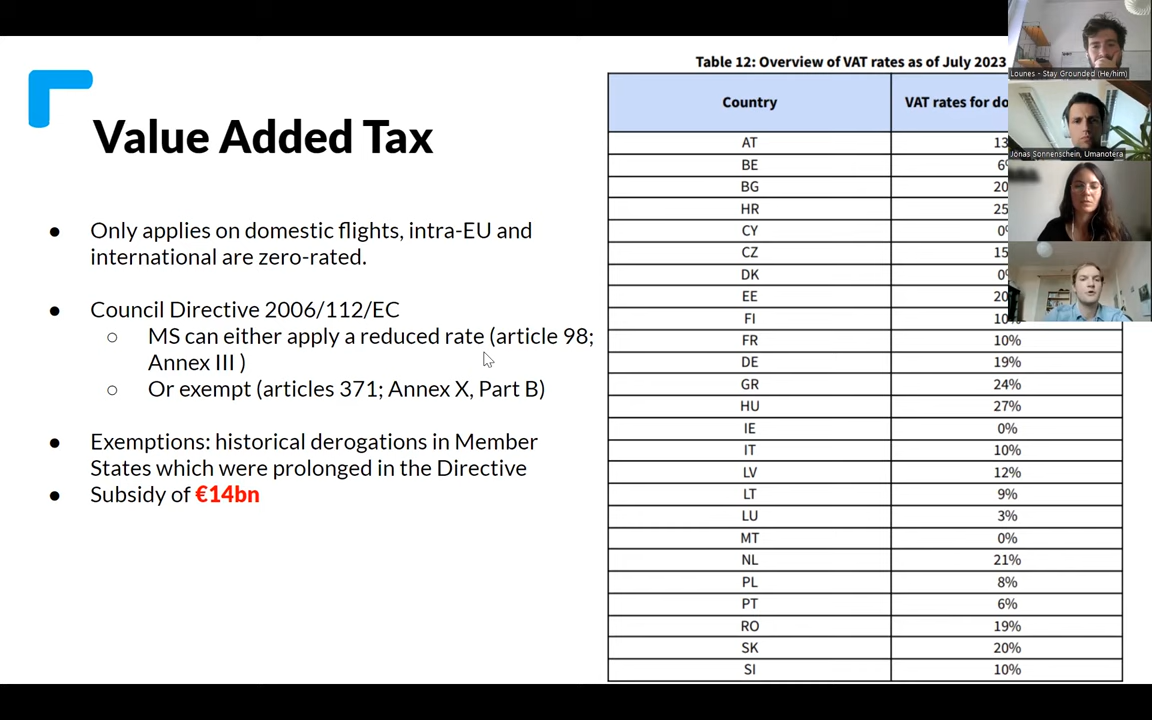 Table 12: Overview of VAT rates as of July 2023
Value Added Tax
● Only applies on domestic flights, intra-EU and
international are zero-rated.
● Council Directive 2006/112/EC
○ MS can either apply a reduced rate (article 98;
Annex III )
○ Or exempt (articles 371; Annex X, Part B)
● Exemptions: historical derogations in Member
States which were prolonged in the Directive
● Subsidy of €14bn
Country VAT rates for
AT 13
BE
BG 20
HR 25
CY
CZ 15
DK
EE 20
FI 10%
FR 10%
DE 19%
GR 24%
HU 27%
IE 0%
IT 10%
LV 12%
LT 9%
LU 3%
MT 0%
NL 21%
PL 8%
PT 6%
RO 19%
SK 20%
SI 10%
Lounes - Stay Grounded (He/him)
Jonas Sonnenschein, Umanotera